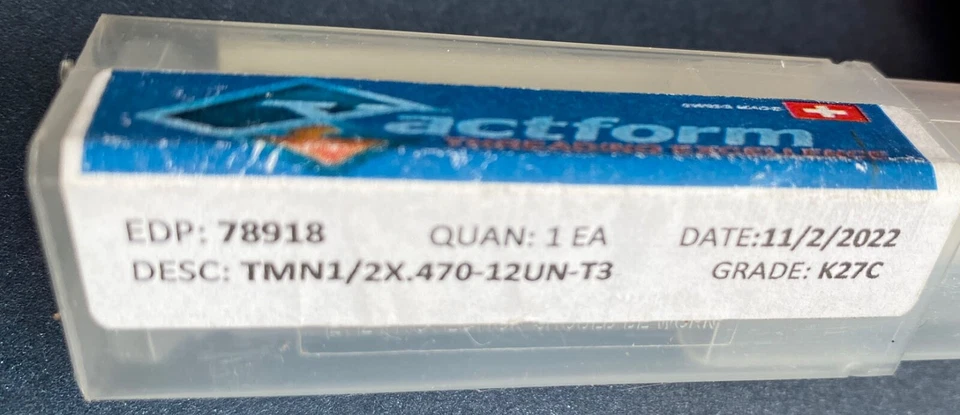 SWISS MADE
actform
THREADING EXCELLENCE
EDP: 78918 QUAN: 1 EA DATE:11/2/2022
DESC: TMN1/2X.470-12UN-T3 GRADE: K27C